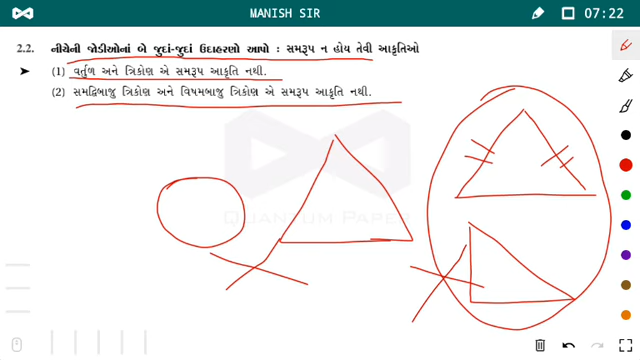 MANISH SIR
07:22
2.2. નીચેની જોડીઓનાં બે જુદાં-જુદાં ઉદાહરણો આપો : સમરૂપ ન હોય તેવી આકૃતિઓ
➤ (1) વર્તુળ અને ત્રિકોણ એ સમરૂપ આકૃતિ નથી.
(2) સમદ્વિબાજુ ત્રિકોણ અને વિષમબાજુ ત્રિકોણ એ સમરૂપ આકૃતિ નથી.
QUANTUM PAPER